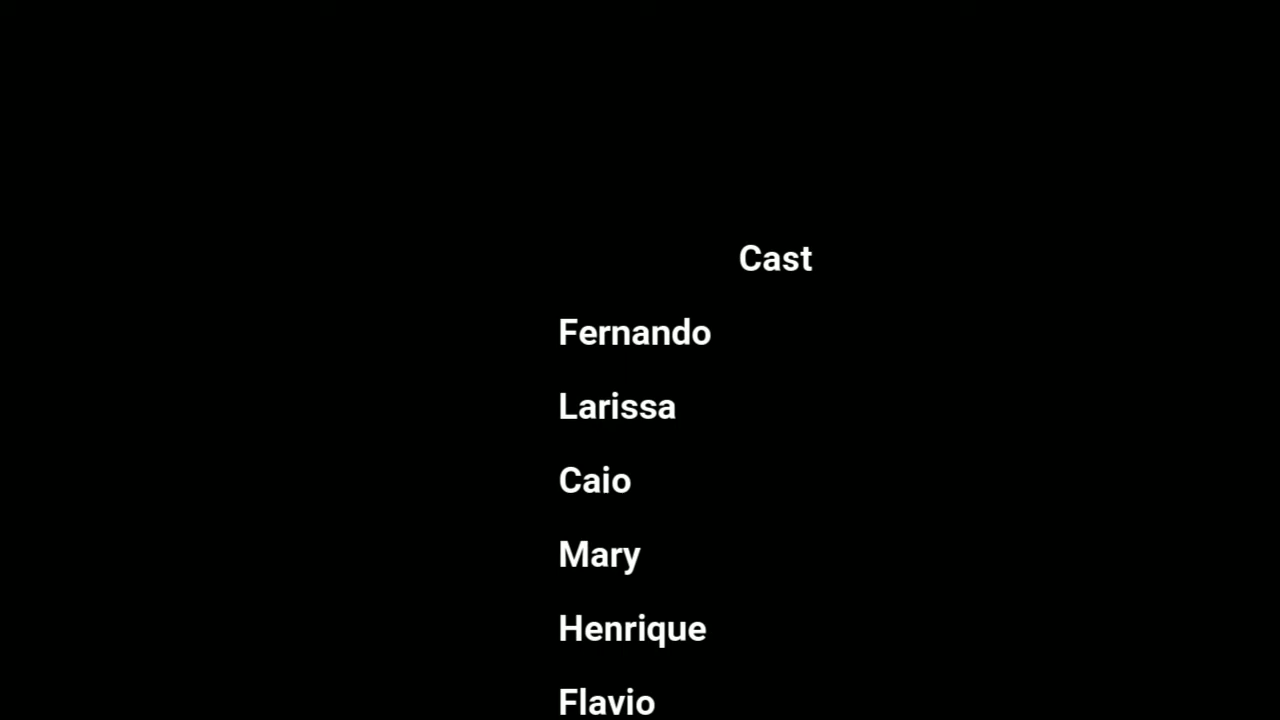 Cast
Fernando
Larissa
Caio
Mary
Henrique
Flavio